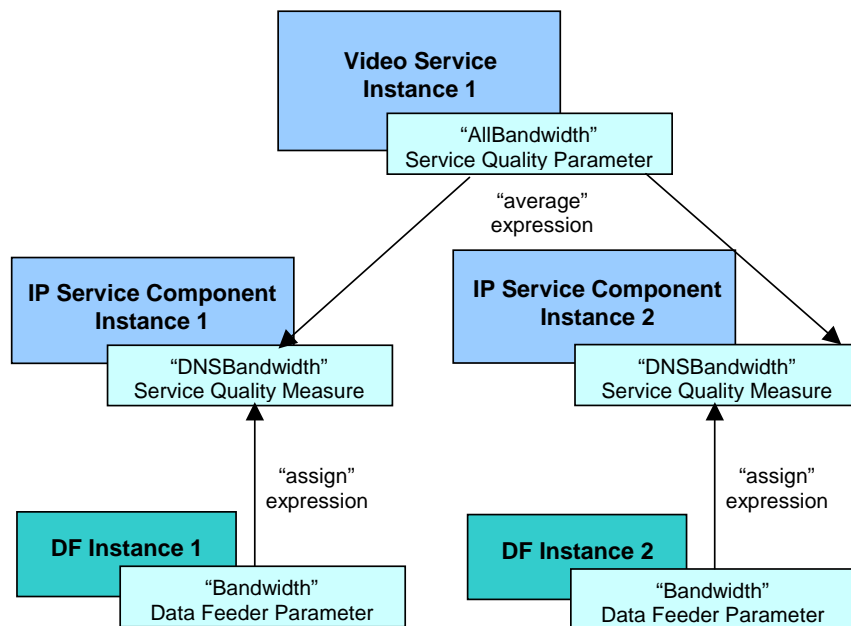 Video Service
Instance 1
“AllBandwidth”
Service Quality Parameter
“average”
expression
IP Service Component
Instance 1
IP Service Component
Instance 2
“DNSBandwidth”
Service Quality Measure
“DNSBandwidth”
Service Quality Measure
“assign”
expression
“assign”
expression
DF Instance 1
DF Instance 2
“Bandwidth”
Data Feeder Parameter
“Bandwidth”
Data Feeder Parameter